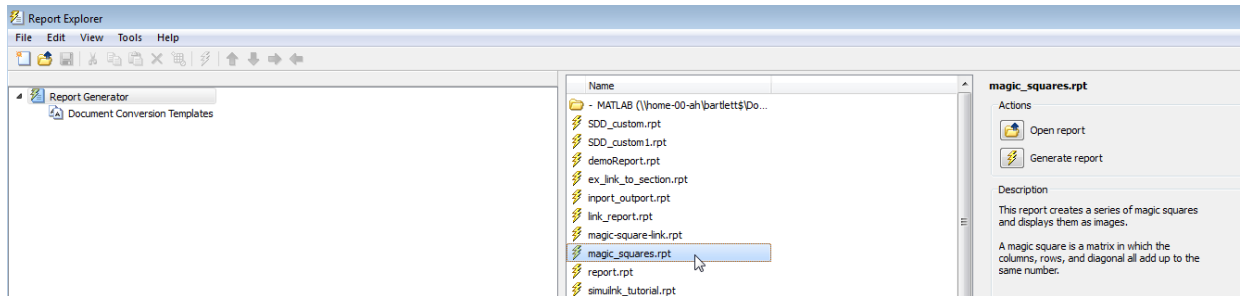 Report Explorer
File Edit View Tools Help
Report Generator
Document Conversion Templates
Name
- MATLAB (\\home-00-ah\bartlett$\Do...
SDD_custom.rpt
SDD_custom1.rpt
demoReport.rpt
ex_link_to_section.rpt
inport_outport.rpt
link_report.rpt
magic-square-link.rpt
magic_squares.rpt
report.rpt
simulnk_tutorial.rpt
magic_squares.rpt
Actions
Open report
Generate report
Description
This report creates a series of magic squares
and displays them as images.
A magic square is a matrix in which the
columns, rows, and diagonal all add up to the
same number.